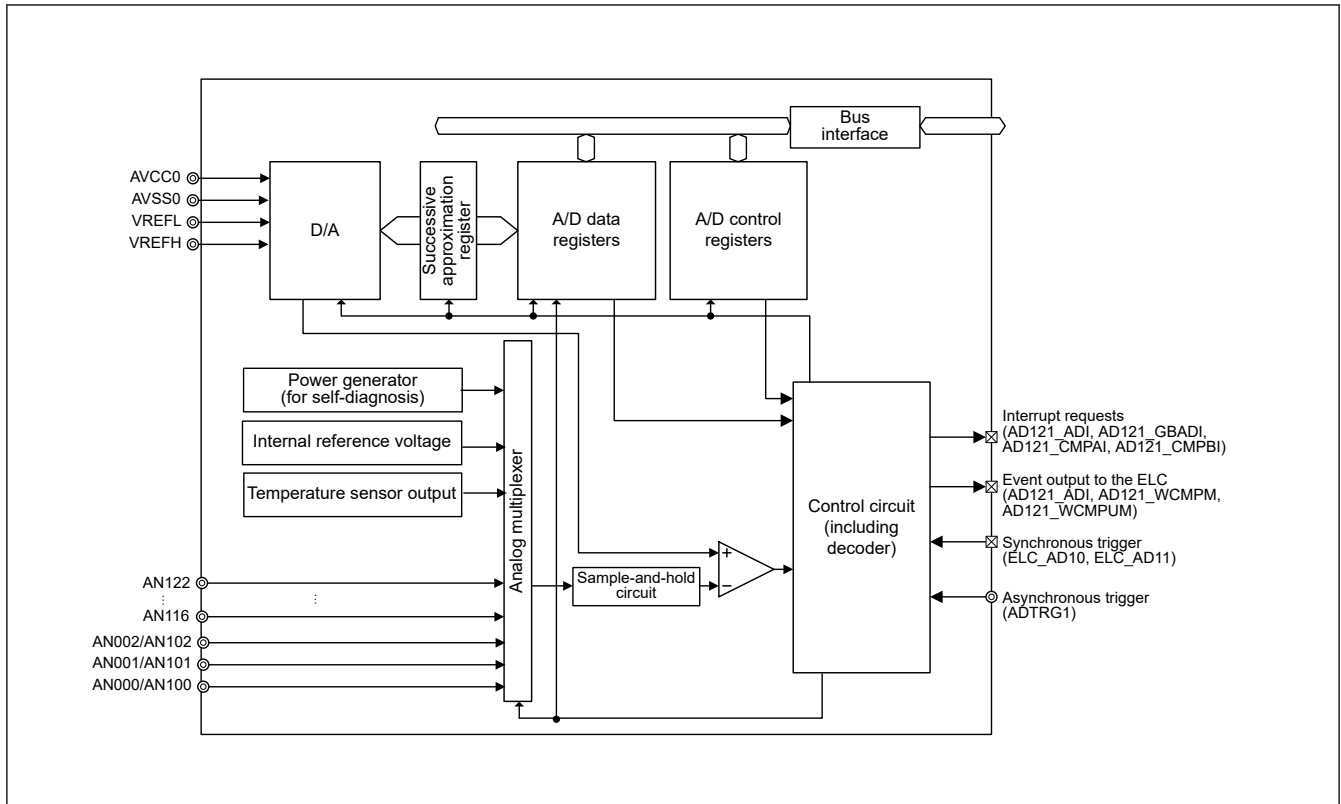 Bus
interface
AVCC0
AVSS0
VREFL
VREFH
D/A
Successive
approximation
register
A/D data
registers
A/D control
registers
Power generator
(for self-diagnosis)
Internal reference voltage
Temperature sensor output
Analog multiplexer
AN122
AN116
AN002/AN102
AN001/AN101
AN000/AN100
Sample-and-hold
circuit
+
−
Control circuit
(including
decoder)
Interrupt requests
(AD121_ADI, AD121_GBADI,
AD121_CMPAI, AD121_CMPBI)
Event output to the ELC
(AD121_ADI, AD121_WCMPM,
AD121_WCMPUM)
Synchronous trigger
(ELC_AD10, ELC_AD11)
Asynchronous trigger
(ADTRG1)